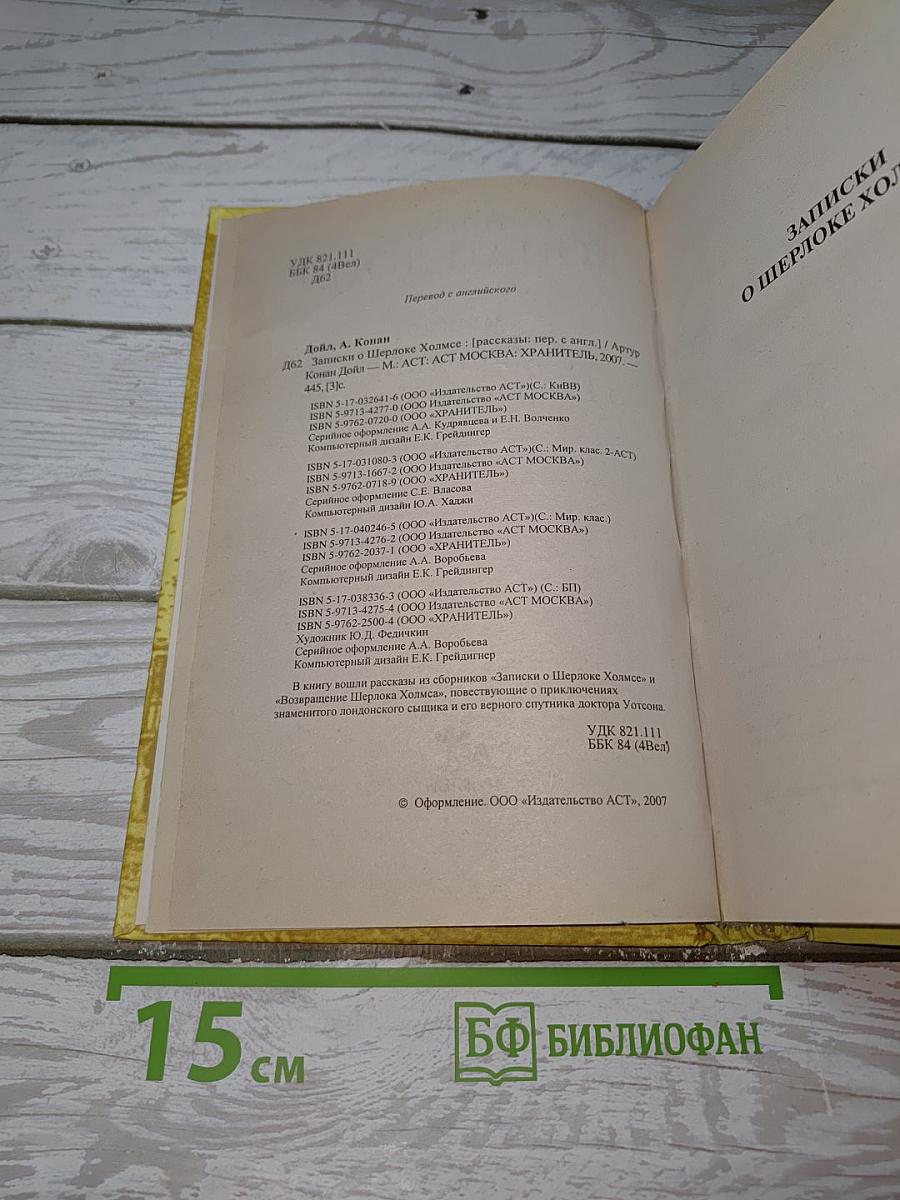 УДК 821.111
ББК 84 (4Вел)
Д62
Перевод с английского
Дойл, А. Конан
Д62 Записки о Шерлоке Холмсе : [рассказы: пер. с англ.] / Артур
Конан Дойл — М.: АСТ: АСТ МОСКВА: ХРАНИТЕЛЬ, 2007. —
445, [3]с.
ISBN 5-17-032641-6 (ООО «Издательство АСТ»)(С.: КнВВ)
ISBN 5-9713-4277-0 (ООО Издательство «АСТ МОСКВА»)
ISBN 5-9762-0720-0 (ООО «ХРАНИТЕЛЬ»)
Серийное оформление А.А. Кудрявцева и Е.Н. Волченко
Компьютерный дизайн Е.К. Грейдингер
ISBN 5-17-031080-3 (ООО «Издательство АСТ»)(С.: Мир. клас. 2-АСТ)
ISBN 5-9713-1667-2 (ООО Издательство «АСТ МОСКВА»)
ISBN 5-9762-0718-9 (ООО «ХРАНИТЕЛЬ»)
Серийное оформление С.Е. Власова
Компьютерный дизайн Ю.А. Хаджи
ISBN 5-17-040246-5 (ООО «Издательство АСТ»)(С.: Мир. клас.)
ISBN 5-9713-4276-2 (ООО Издательство «АСТ МОСКВА»)
ISBN 5-9762-2037-1 (ООО «ХРАНИТЕЛЬ»)
Серийное оформление А.А. Воробьева
Компьютерный дизайн Е.К. Грейдингер
ISBN 5-17-038336-3 (ООО «Издательство АСТ») (С.: БП)
ISBN 5-9713-4275-4 (ООО Издательство «АСТ МОСКВА»)
ISBN 5-9762-2500-4 (ООО «ХРАНИТЕЛЬ»)
Художник Ю.Д. Федичкин
Серийное оформление А.А. Воробьева
Компьютерный дизайн Е.К. Грейдигнер
В книгу вошли рассказы из сборников «Записки о Шерлоке Холмсе» и
«Возвращение Шерлока Холмса», повествующие о приключениях
знаменитого лондонского сыщика и его верного спутника доктора Уотсона.
УДК 821.111
ББК 84 (4Вел)
© Оформление. ООО «Издательство АСТ», 2007
ЗАПИСКИ
О ШЕРЛОКЕ ХОЛ
15 см
БФ БИБЛИОФАН